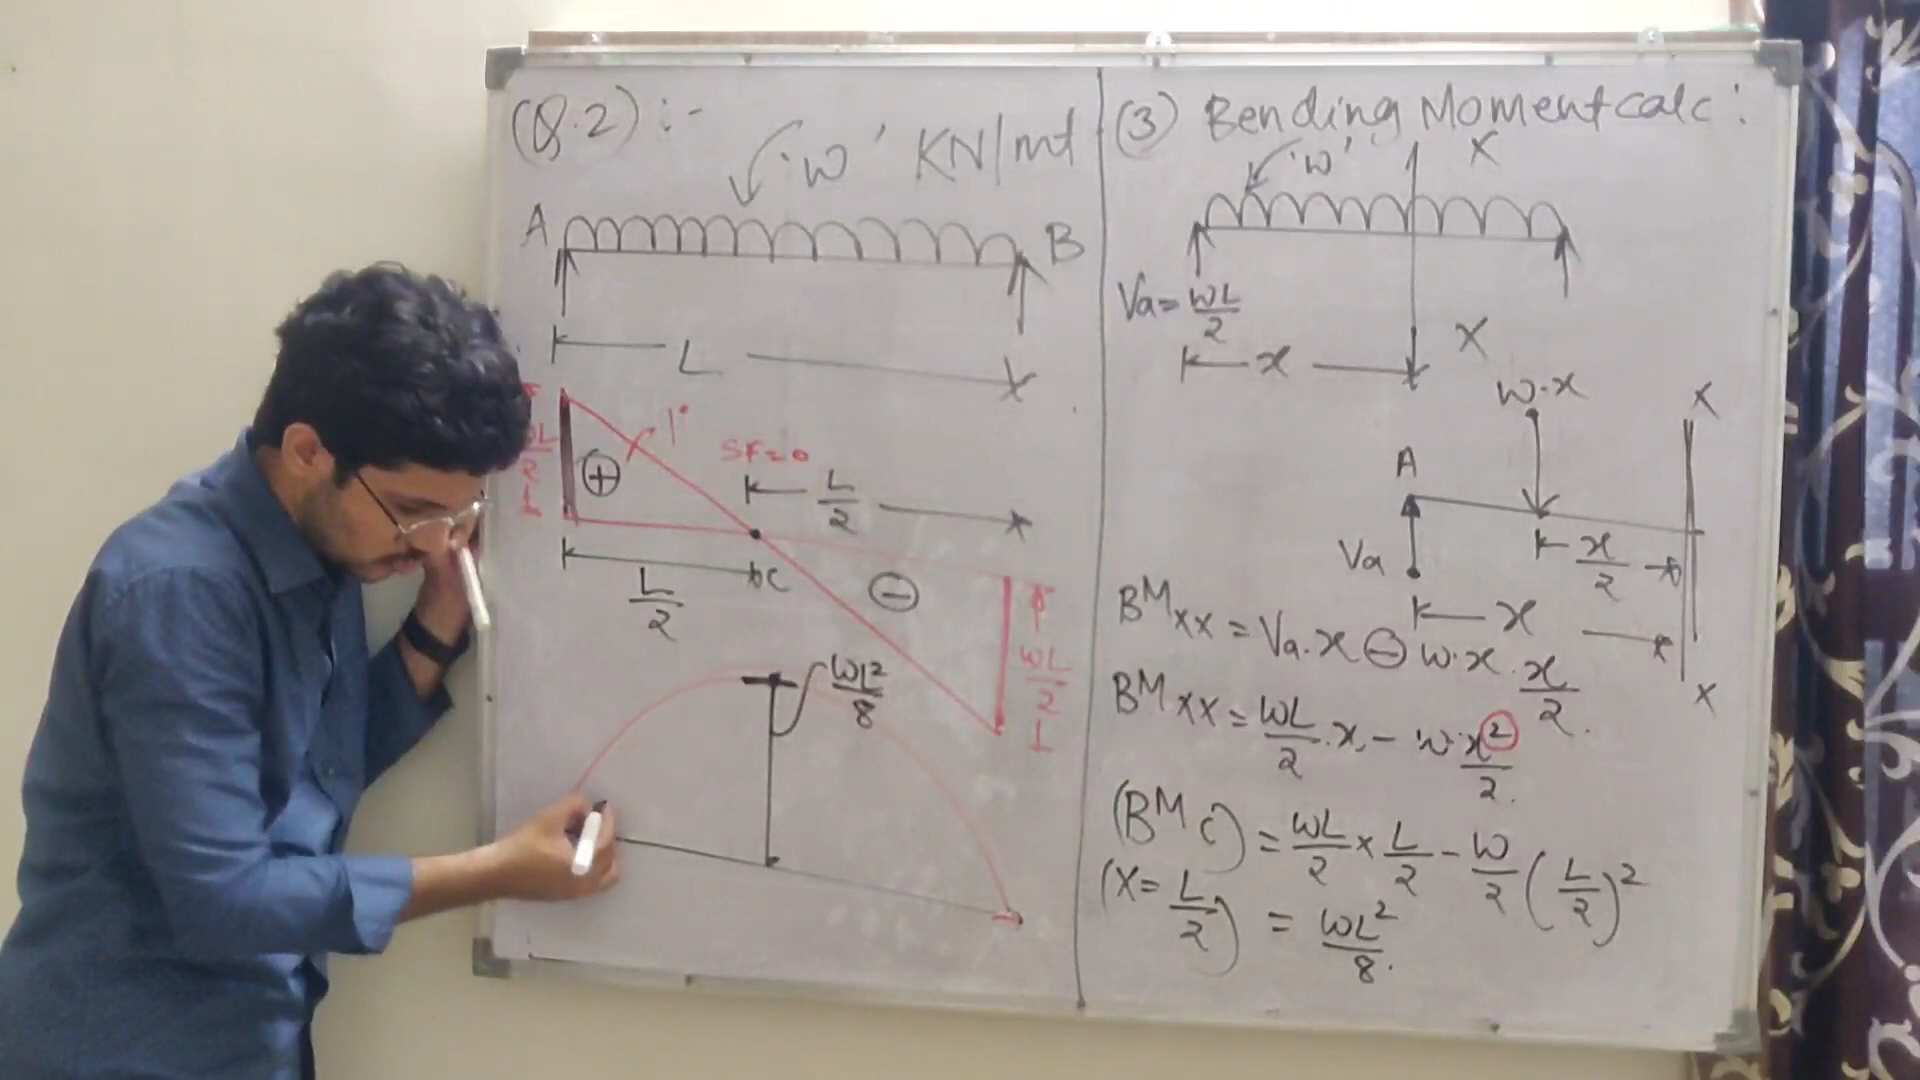 (Q.2) :-
'w' KN/mt
A B
L
1°
SF=0
L/2
+
wL/2
C
L/2
-
wL/2
wL²/8
(3) Bending Moment calc :
'w' X
Va = wL/2
x X
w.x X
A
Va x/2
x
BMxx = Va.x - w.x.x/2
X
BMxx = wL/2.x - w.x²/2.
(BM C) = wL/2 × L/2 - w/2 (L/2)²
(x = L/2) = wL²/8.